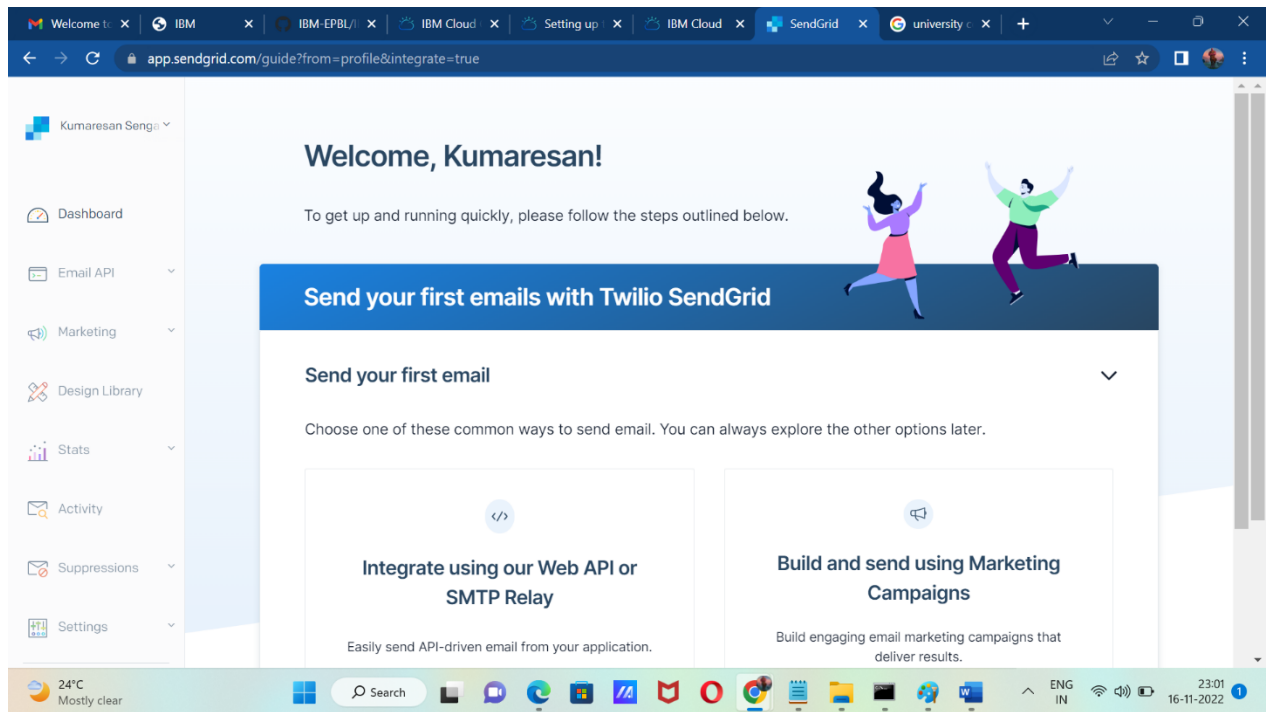 Welcome to
IBM
IBM-EPBL/I
IBM Cloud
Setting up
IBM Cloud
SendGrid
university c
app.sendgrid.com/guide?from=profile&integrate=true
Kumaresan Senga
Dashboard
Email API
Marketing
Design Library
Stats
Activity
Suppressions
Settings
Welcome, Kumaresan!
To get up and running quickly, please follow the steps outlined below.
Send your first emails with Twilio SendGrid
Send your first email
Choose one of these common ways to send email. You can always explore the other options later.
Integrate using our Web API or
SMTP Relay
Easily send API-driven email from your application.
Build and send using Marketing
Campaigns
Build engaging email marketing campaigns that
deliver results.
24°C
Mostly clear
Search
ENG
IN
23:01
16-11-2022
1